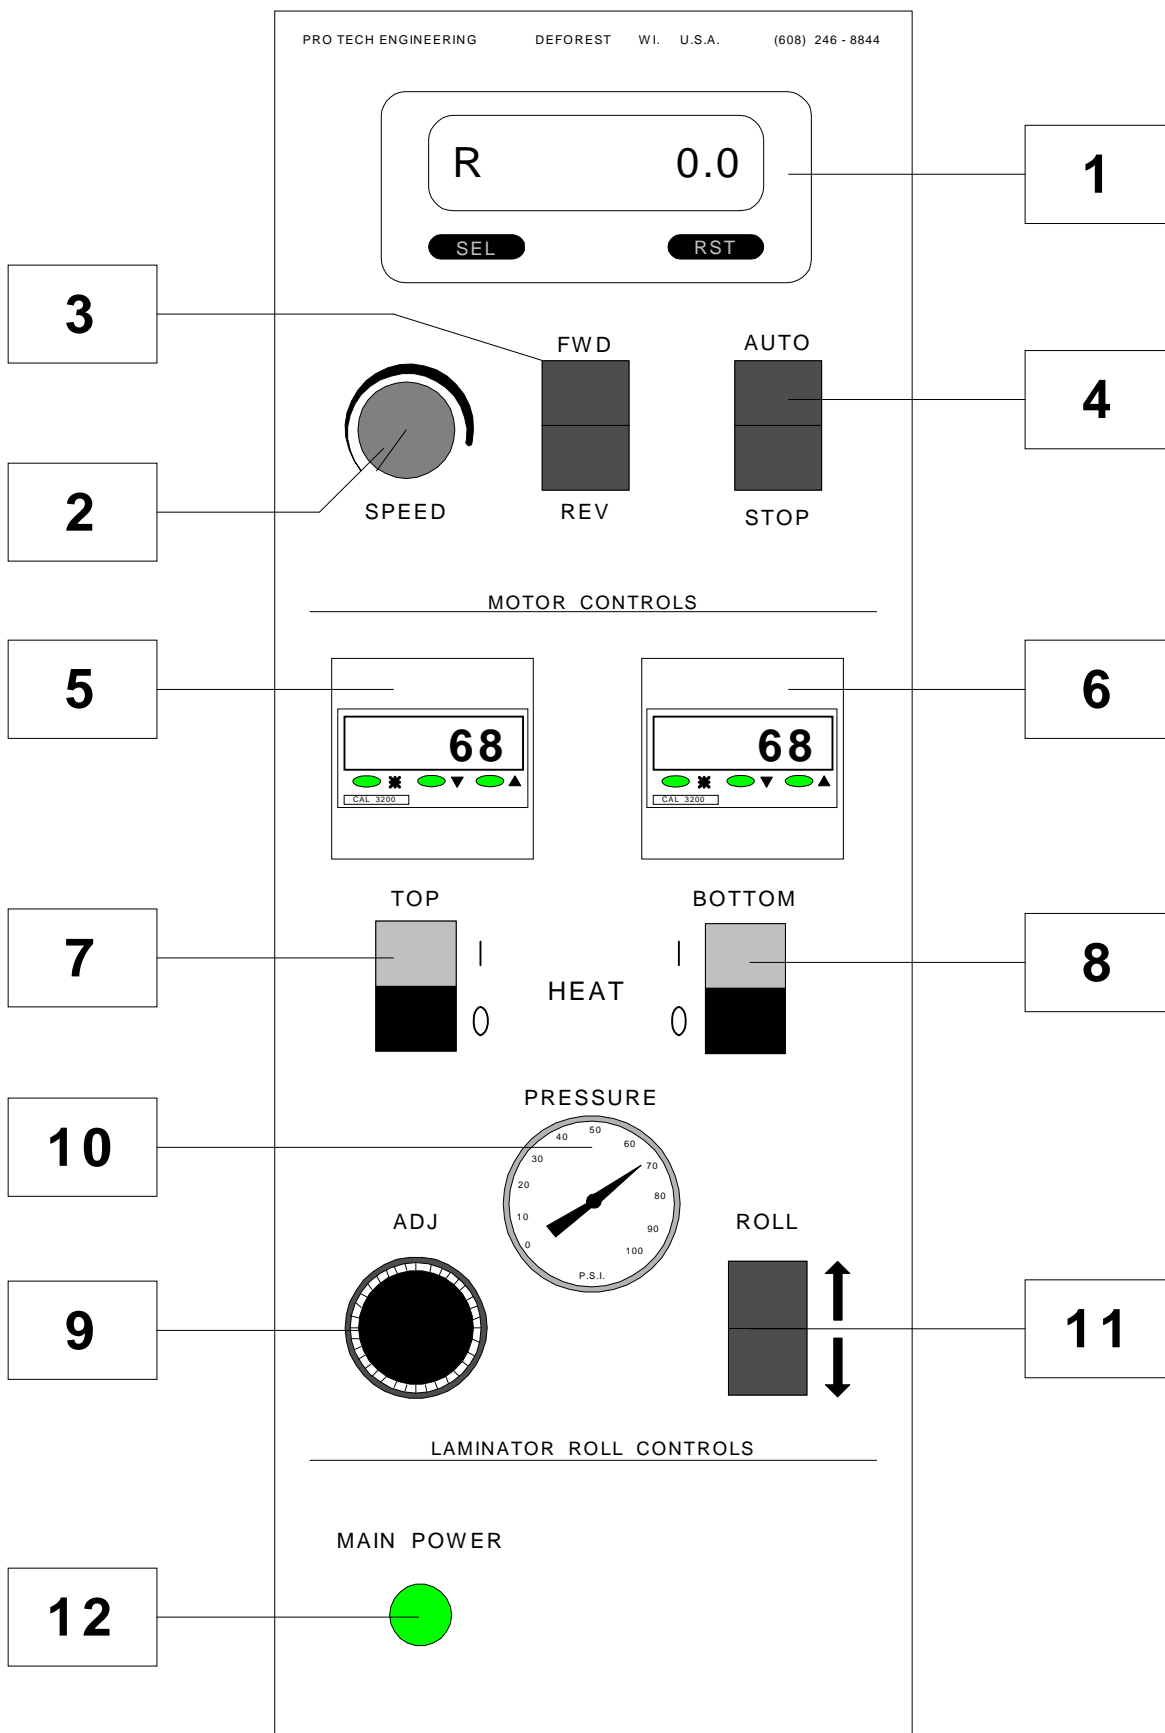 PRO TECH ENGINEERING DEFOREST WI. U.S.A. (608) 246 - 8844
R 0.0
1
SEL RST
3
FWD AUTO
4
2
SPEED REV STOP
MOTOR CONTROLS
5
6
68 68
CAL 3200 CAL 3200
TOP BOTTOM
7
I I
8
HEAT
0 0
PRESSURE
10
50
40 60
30 70
20 80
10 90
0 100
P.S.I.
ADJ ROLL
9
11
LAMINATOR ROLL CONTROLS
MAIN POWER
12